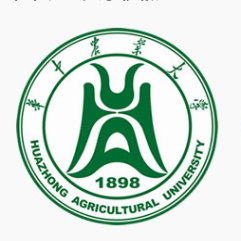 华中农业大学
1898
HUAZHONG AGRICULTURAL UNIVERSITY